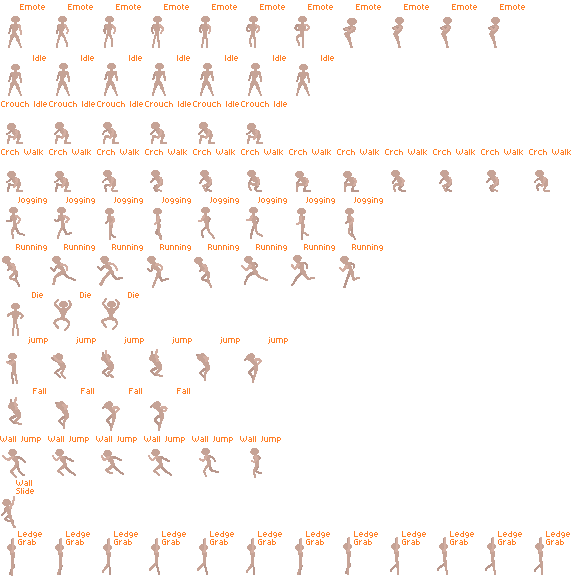 Emote Emote Emote Emote Emote Emote Emote Emote Emote Emote Emote
Idle Idle Idle Idle Idle Idle Idle
Crouch Idle Crouch Idle Crouch Idle Crouch Idle Crouch Idle Crouch Idle
Crch. Walk Crch. Walk Crch. Walk Crch. Walk Crch. Walk Crch. Walk Crch. Walk Crch. Walk Crch. Walk Crch. Walk Crch. Walk Crch. Walk
Jogging Jogging Jogging Jogging Jogging Jogging Jogging Jogging
Running Running Running Running Running Running Running Running
Die Die Die
jump jump jump jump jump jump
Fall Fall Fall Fall
Wall Jump Wall Jump Wall Jump Wall Jump Wall Jump Wall Jump
Wall
Slide
Ledge Ledge Ledge Ledge Ledge Ledge Ledge Ledge Ledge Ledge Ledge Ledge
Grab Grab Grab Grab Grab Grab Grab Grab Grab Grab Grab Grab